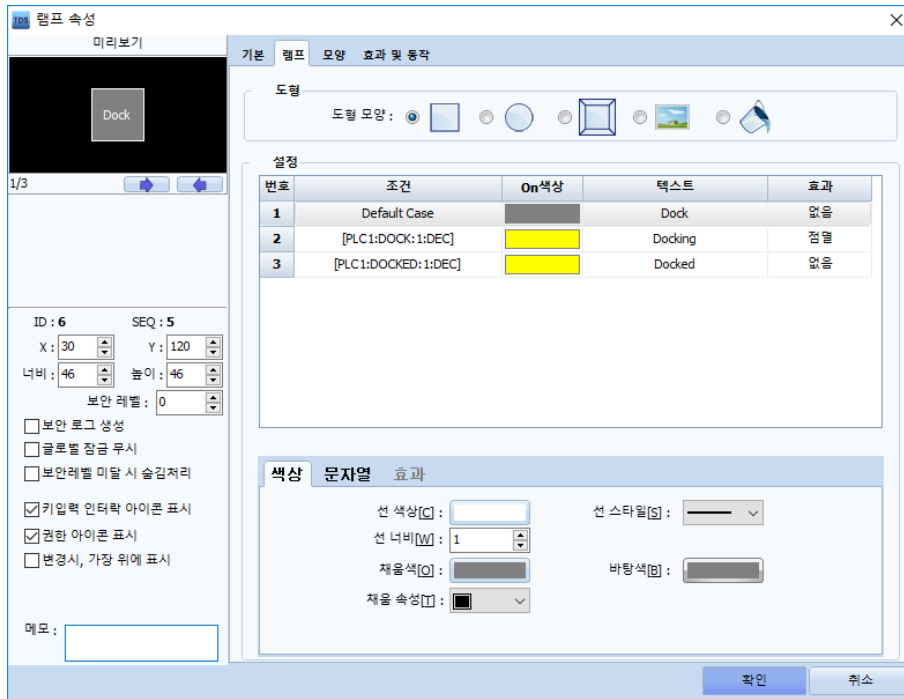 TDS 램프 속성
미리보기
Dock
1/3
ID : 6 SEQ : 5
X : 30 Y : 120
너비 : 46 높이 : 46
보안 레벨 : 0
보안 로그 생성
글로벌 잠금 무시
보안레벨 미달 시 숨김처리
키입력 인터락 아이콘 표시
권한 아이콘 표시
변경시, 가장 위에 표시
메모 :
기본 램프 모양 효과 및 동작
도형
도형 모양 :
설정
번호 조건 On색상 텍스트 효과
1 Default Case Dock 없음
2 [PLC1:DOCK:1:DEC] Docking 점멸
3 [PLC1:DOCKED:1:DEC] Docked 없음
색상 문자열 효과
선 색상[C] : 선 스타일[S] :
선 너비[W] : 1
채움색[O] : 바탕색[B] :
채움 속성[T] :
확인 취소